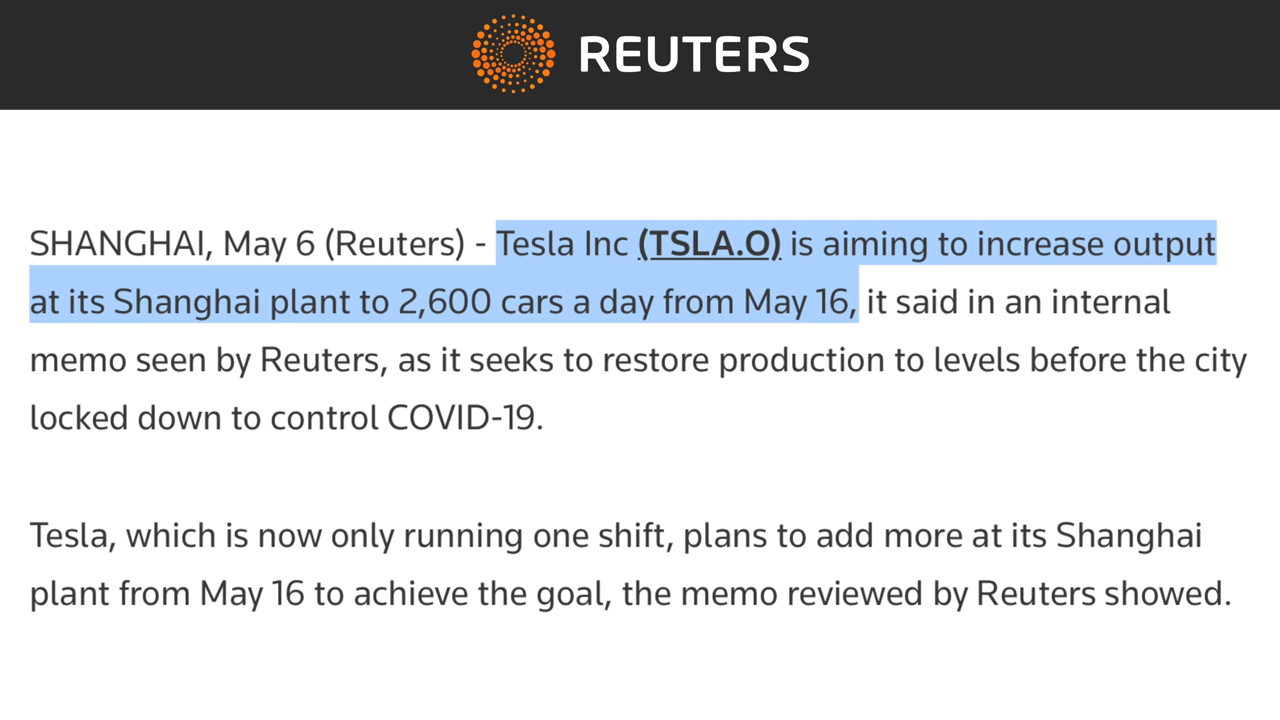 REUTERS
SHANGHAI, May 6 (Reuters) - Tesla Inc (TSLA.O) is aiming to increase output
at its Shanghai plant to 2,600 cars a day from May 16, it said in an internal
memo seen by Reuters, as it seeks to restore production to levels before the city
locked down to control COVID-19.
Tesla, which is now only running one shift, plans to add more at its Shanghai
plant from May 16 to achieve the goal, the memo reviewed by Reuters showed.